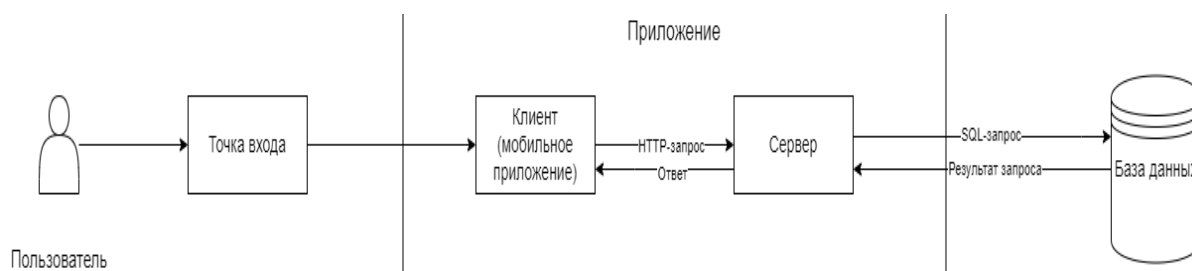 Приложение
Точка входа
Клиент
(мобильное
приложение)
HTTP-запрос
Ответ
Сервер
SQL-запрос
Результат запроса
База данных
Пользователь